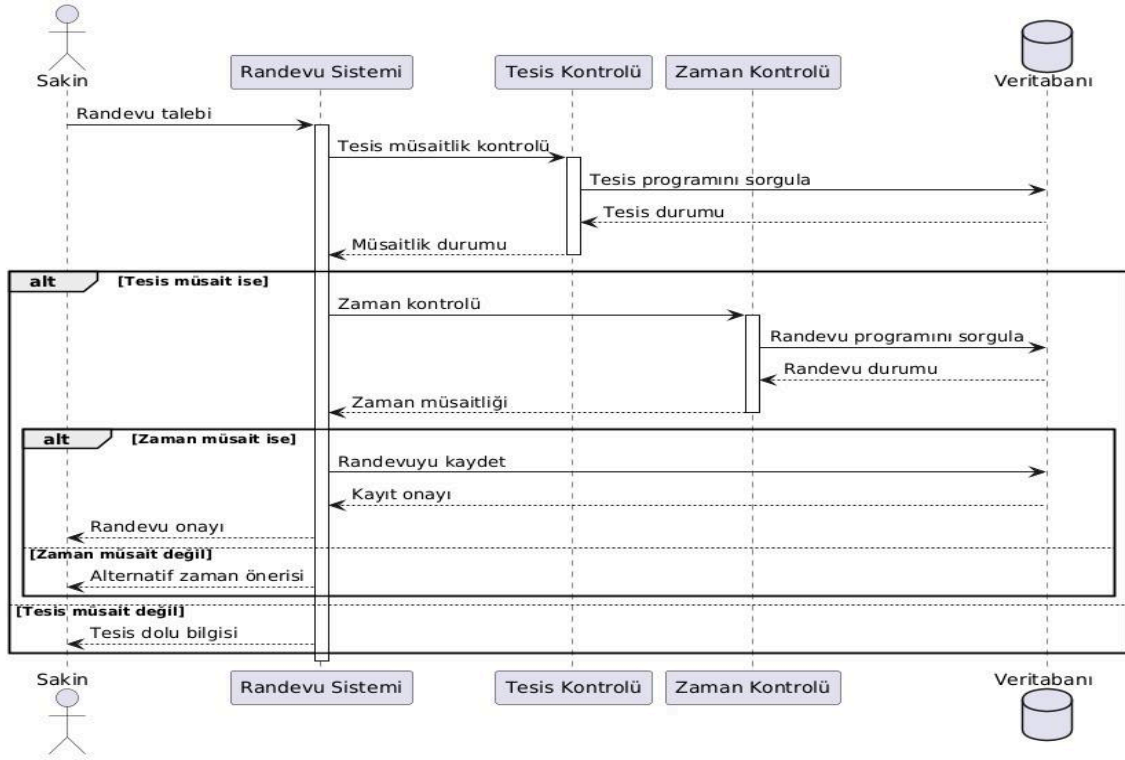 Sakin
Randevu Sistemi
Tesis Kontrolü
Zaman Kontrolü
Veritabanı
Randevu talebi
Tesis müsaitlik kontrolü
Tesis programını sorgula
Tesis durumu
Müsaitlik durumu
alt
[Tesis müsait ise]
Zaman kontrolü
Randevu programını sorgula
Randevu durumu
Zaman müsaitliği
alt
[Zaman müsait ise]
Randevuyu kaydet
Kayıt onayı
Randevu onayı
[Zaman müsait değil]
Alternatif zaman önerisi
[Tesis müsait değil]
Tesis dolu bilgisi
Sakin
Randevu Sistemi
Tesis Kontrolü
Zaman Kontrolü
Veritabanı